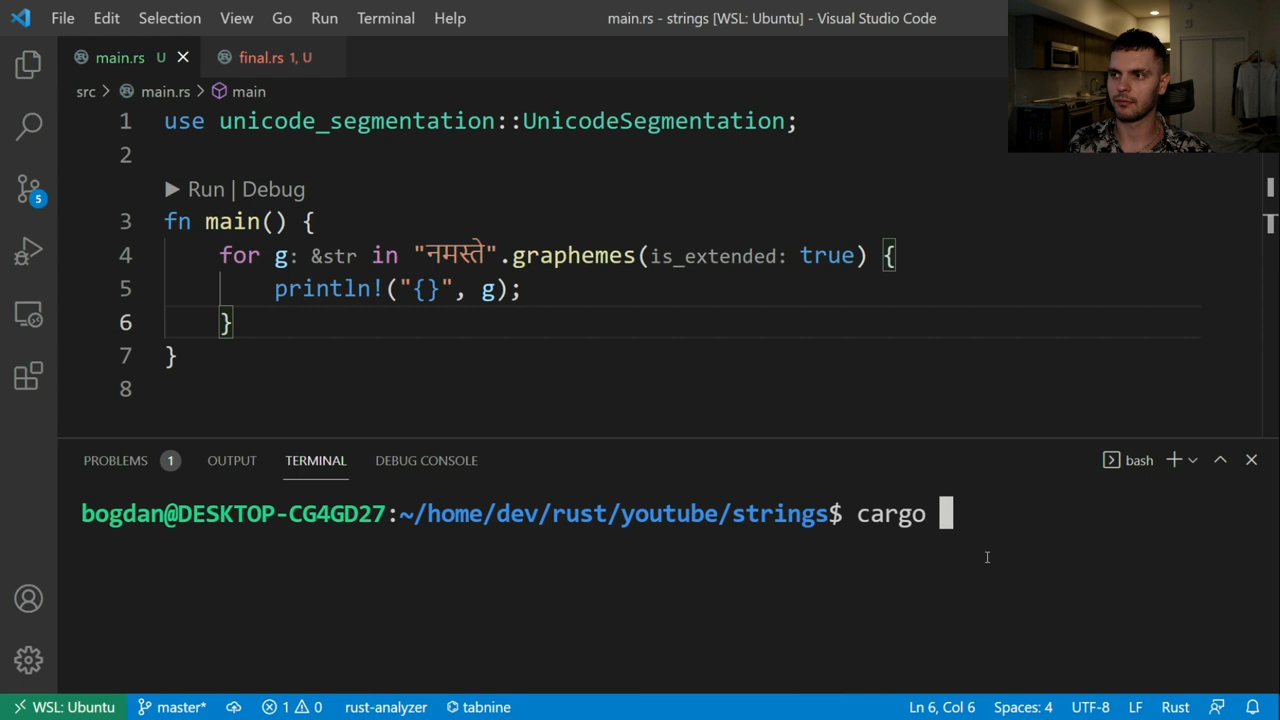 File Edit Selection View Go Run Terminal Help main.rs - strings [WSL: Ubuntu] - Visual Studio Code
main.rs U final.rs 1, U
src > main.rs > main
1 use unicode_segmentation::UnicodeSegmentation;
2
Run | Debug
3 fn main() {
4 for g: &str in "नमस्ते".graphemes(is_extended: true) {
5 println!("{}", g);
6 }
7 }
8
5
PROBLEMS 1 OUTPUT TERMINAL DEBUG CONSOLE bash
bogdan@DESKTOP-CG4GD27:~/home/dev/rust/youtube/strings$ cargo
WSL: Ubuntu master* 1 0 rust-analyzer tabnine Ln 6, Col 6 Spaces: 4 UTF-8 LF Rust